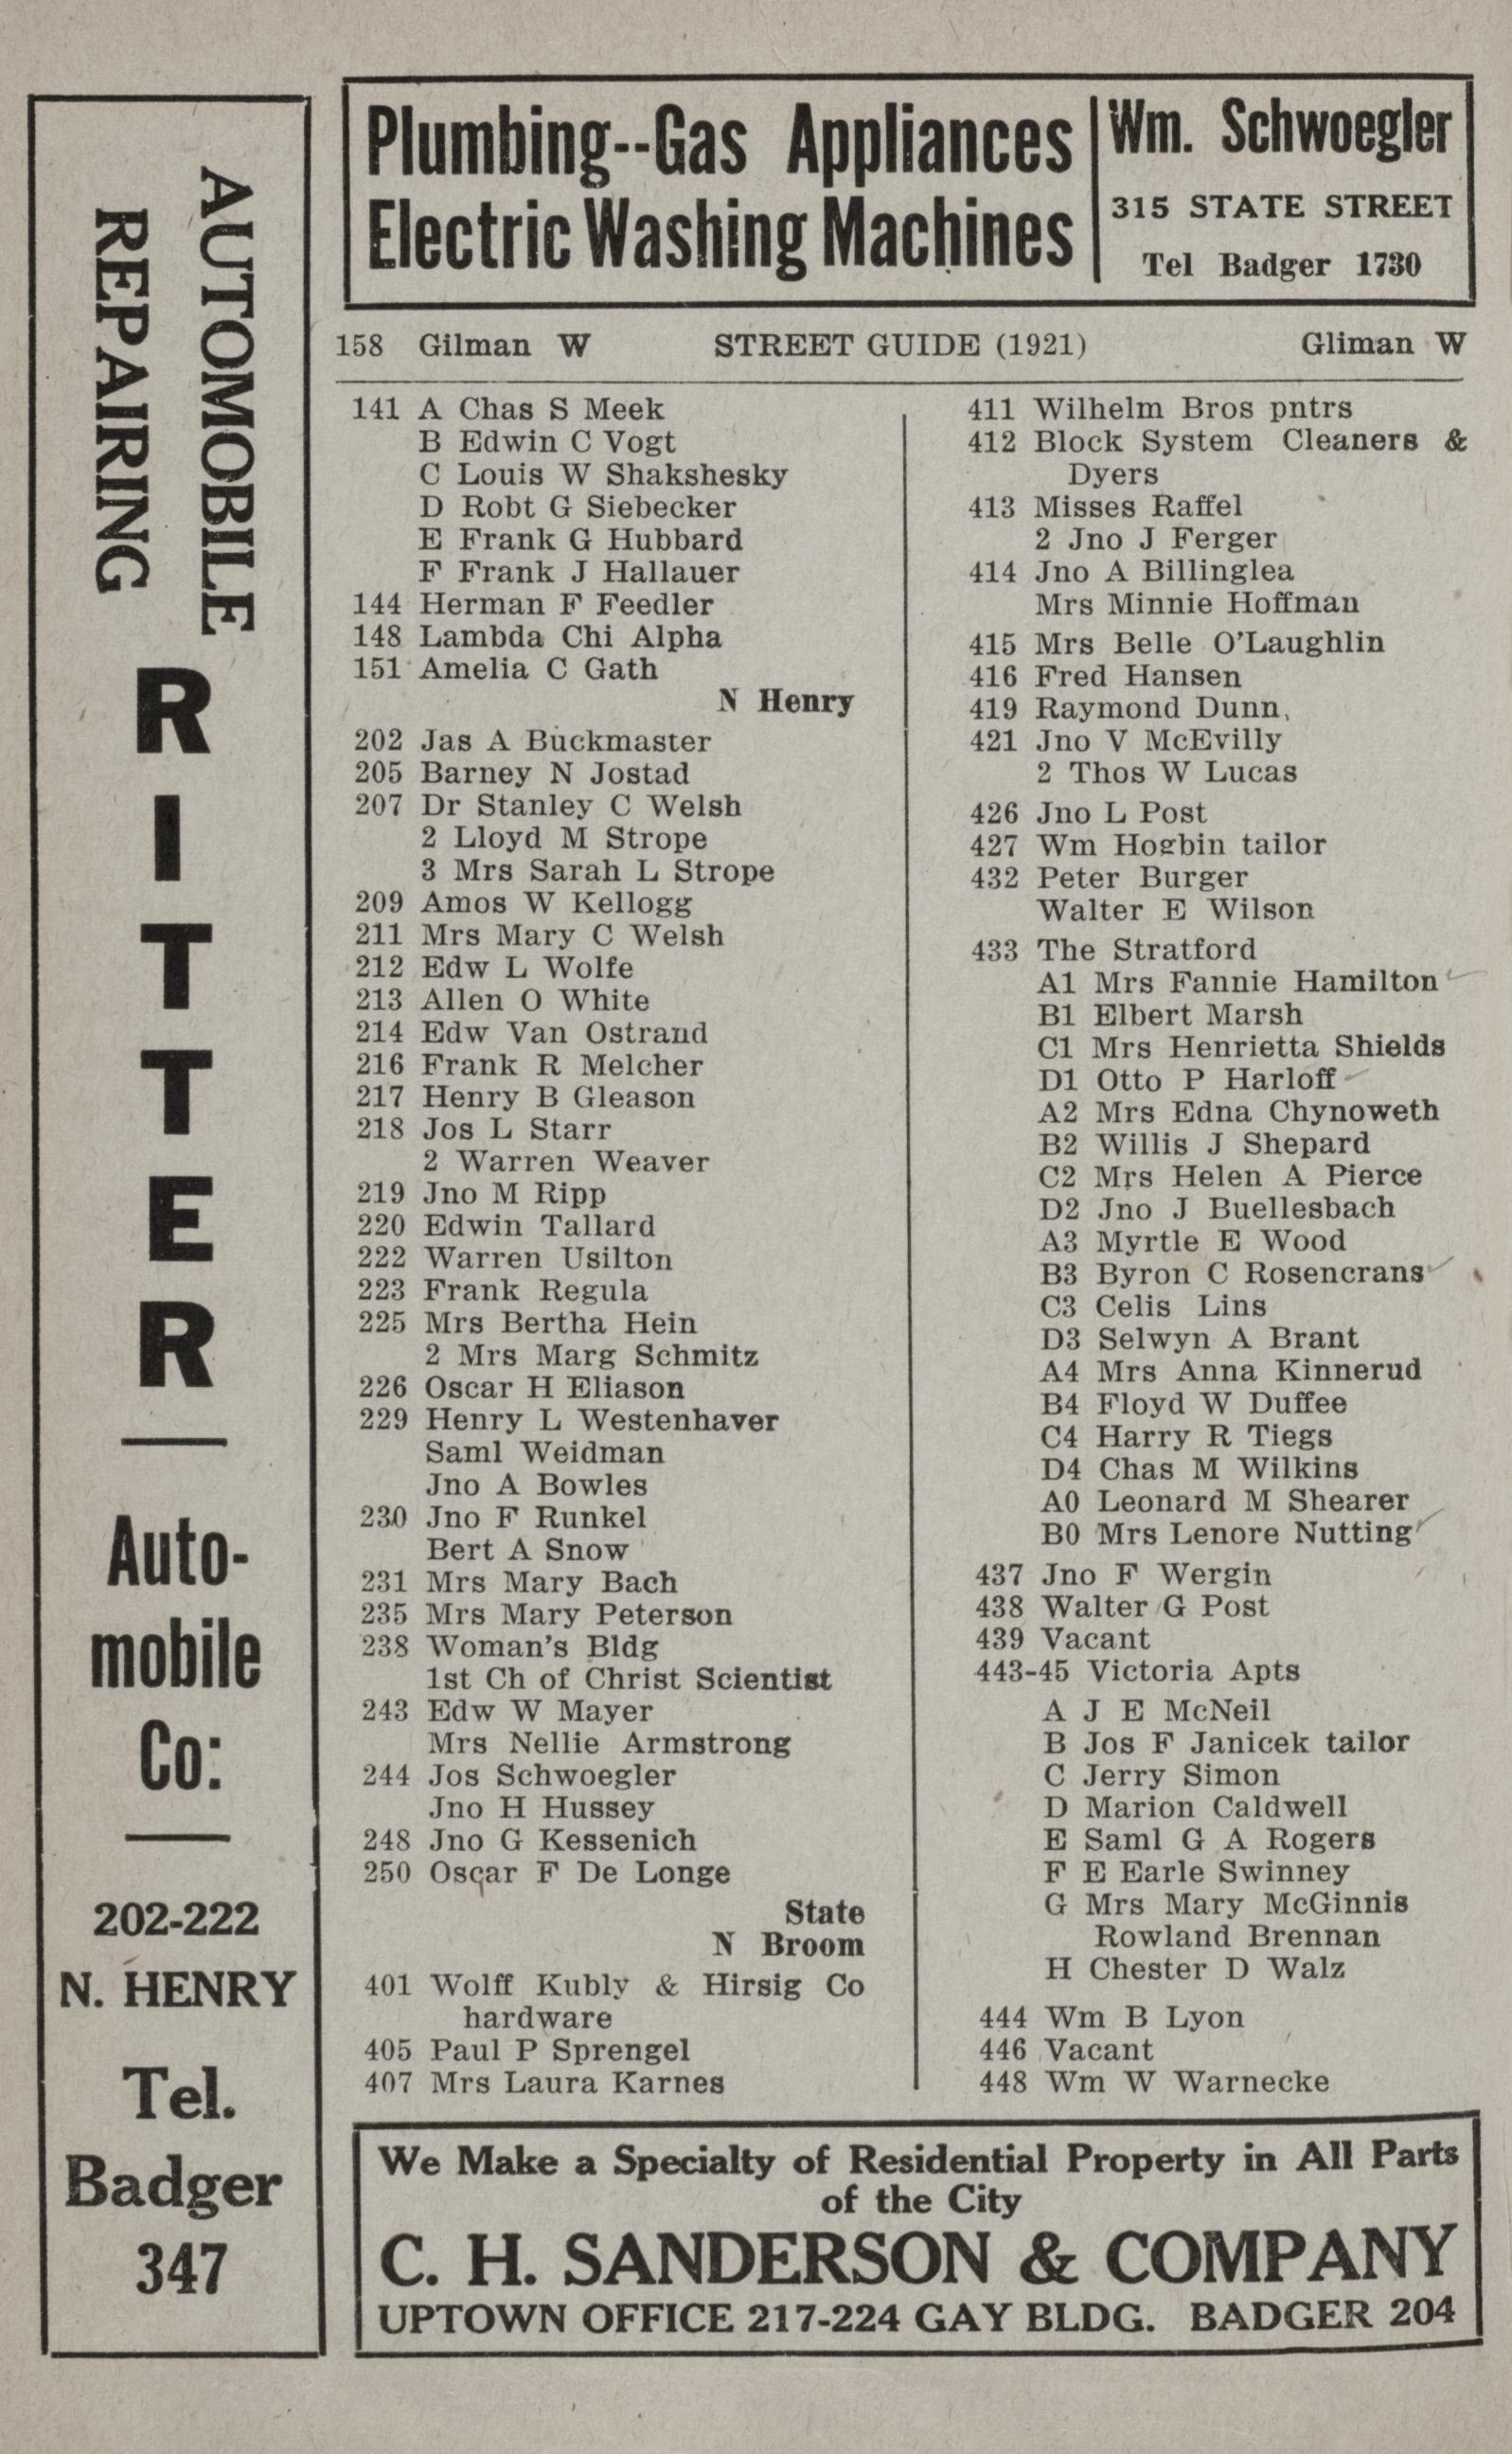 Plumbing--Gas Appliances
Electric Washing Machines
Wm. Schwoegler
315 STATE STREET
Tel Badger 1730
AUTOMOBILE
REPAIRING
RITTER
Auto-
mobile
Co:
202-222
N. HENRY
Tel.
Badger
347
158 Gilman W STREET GUIDE (1921) Gliman W
141 A Chas S Meek
B Edwin C Vogt
C Louis W Shakshesky
D Robt G Siebecker
E Frank G Hubbard
F Frank J Hallauer
144 Herman F Feedler
148 Lambda Chi Alpha
151 Amelia C Gath
N Henry
202 Jas A Buckmaster
205 Barney N Jostad
207 Dr Stanley C Welsh
2 Lloyd M Strope
3 Mrs Sarah L Strope
209 Amos W Kellogg
211 Mrs Mary C Welsh
212 Edw L Wolfe
213 Allen O White
214 Edw Van Ostrand
216 Frank R Melcher
217 Henry B Gleason
218 Jos L Starr
2 Warren Weaver
219 Jno M Ripp
220 Edwin Tallard
222 Warren Usilton
223 Frank Regula
225 Mrs Bertha Hein
2 Mrs Marg Schmitz
226 Oscar H Eliason
229 Henry L Westenhaver
Saml Weidman
Jno A Bowles
230 Jno F Runkel
Bert A Snow
231 Mrs Mary Bach
235 Mrs Mary Peterson
238 Woman's Bldg
1st Ch of Christ Scientist
243 Edw W Mayer
Mrs Nellie Armstrong
244 Jos Schwoegler
Jno H Hussey
248 Jno G Kessenich
250 Oscar F De Longe
State
N Broom
401 Wolff Kubly & Hirsig Co
hardware
405 Paul P Sprengel
407 Mrs Laura Karnes
411 Wilhelm Bros pntrs
412 Block System Cleaners &
Dyers
413 Misses Raffel
2 Jno J Ferger
414 Jno A Billinglea
Mrs Minnie Hoffman
415 Mrs Belle O'Laughlin
416 Fred Hansen
419 Raymond Dunn,
421 Jno V McEvilly
2 Thos W Lucas
426 Jno L Post
427 Wm Hogbin tailor
432 Peter Burger
Walter E Wilson
433 The Stratford
A1 Mrs Fannie Hamilton
B1 Elbert Marsh
C1 Mrs Henrietta Shields
D1 Otto P Harloff
A2 Mrs Edna Chynoweth
B2 Willis J Shepard
C2 Mrs Helen A Pierce
D2 Jno J Buellesbach
A3 Myrtle E Wood
B3 Byron C Rosencrans
C3 Celis Lins
D3 Selwyn A Brant
A4 Mrs Anna Kinnerud
B4 Floyd W Duffee
C4 Harry R Tiegs
D4 Chas M Wilkins
A0 Leonard M Shearer
B0 Mrs Lenore Nutting
437 Jno F Wergin
438 Walter G Post
439 Vacant
443-45 Victoria Apts
A J E McNeil
B Jos F Janicek tailor
C Jerry Simon
D Marion Caldwell
E Saml G A Rogers
F E Earle Swinney
G Mrs Mary McGinnis
Rowland Brennan
H Chester D Walz
444 Wm B Lyon
446 Vacant
448 Wm W Warnecke
We Make a Specialty of Residential Property in All Parts
of the City
C. H. SANDERSON & COMPANY
UPTOWN OFFICE 217-224 GAY BLDG. BADGER 204